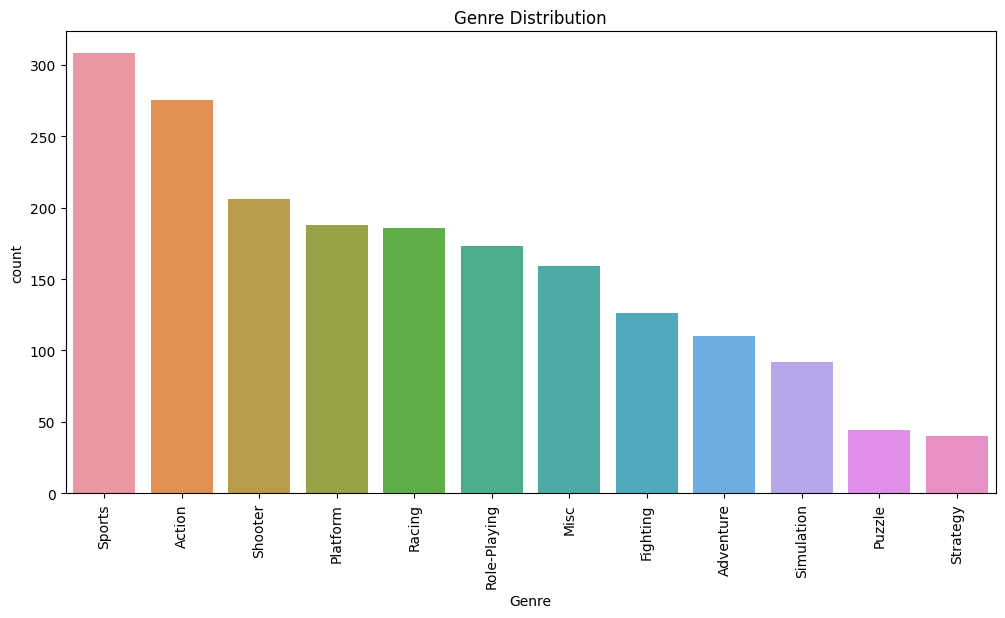 Genre Distribution
count
300
250
200
150
100
50
0
Sports
Action
Shooter
Platform
Racing
Role-Playing
Misc
Fighting
Adventure
Simulation
Puzzle
Strategy
Genre